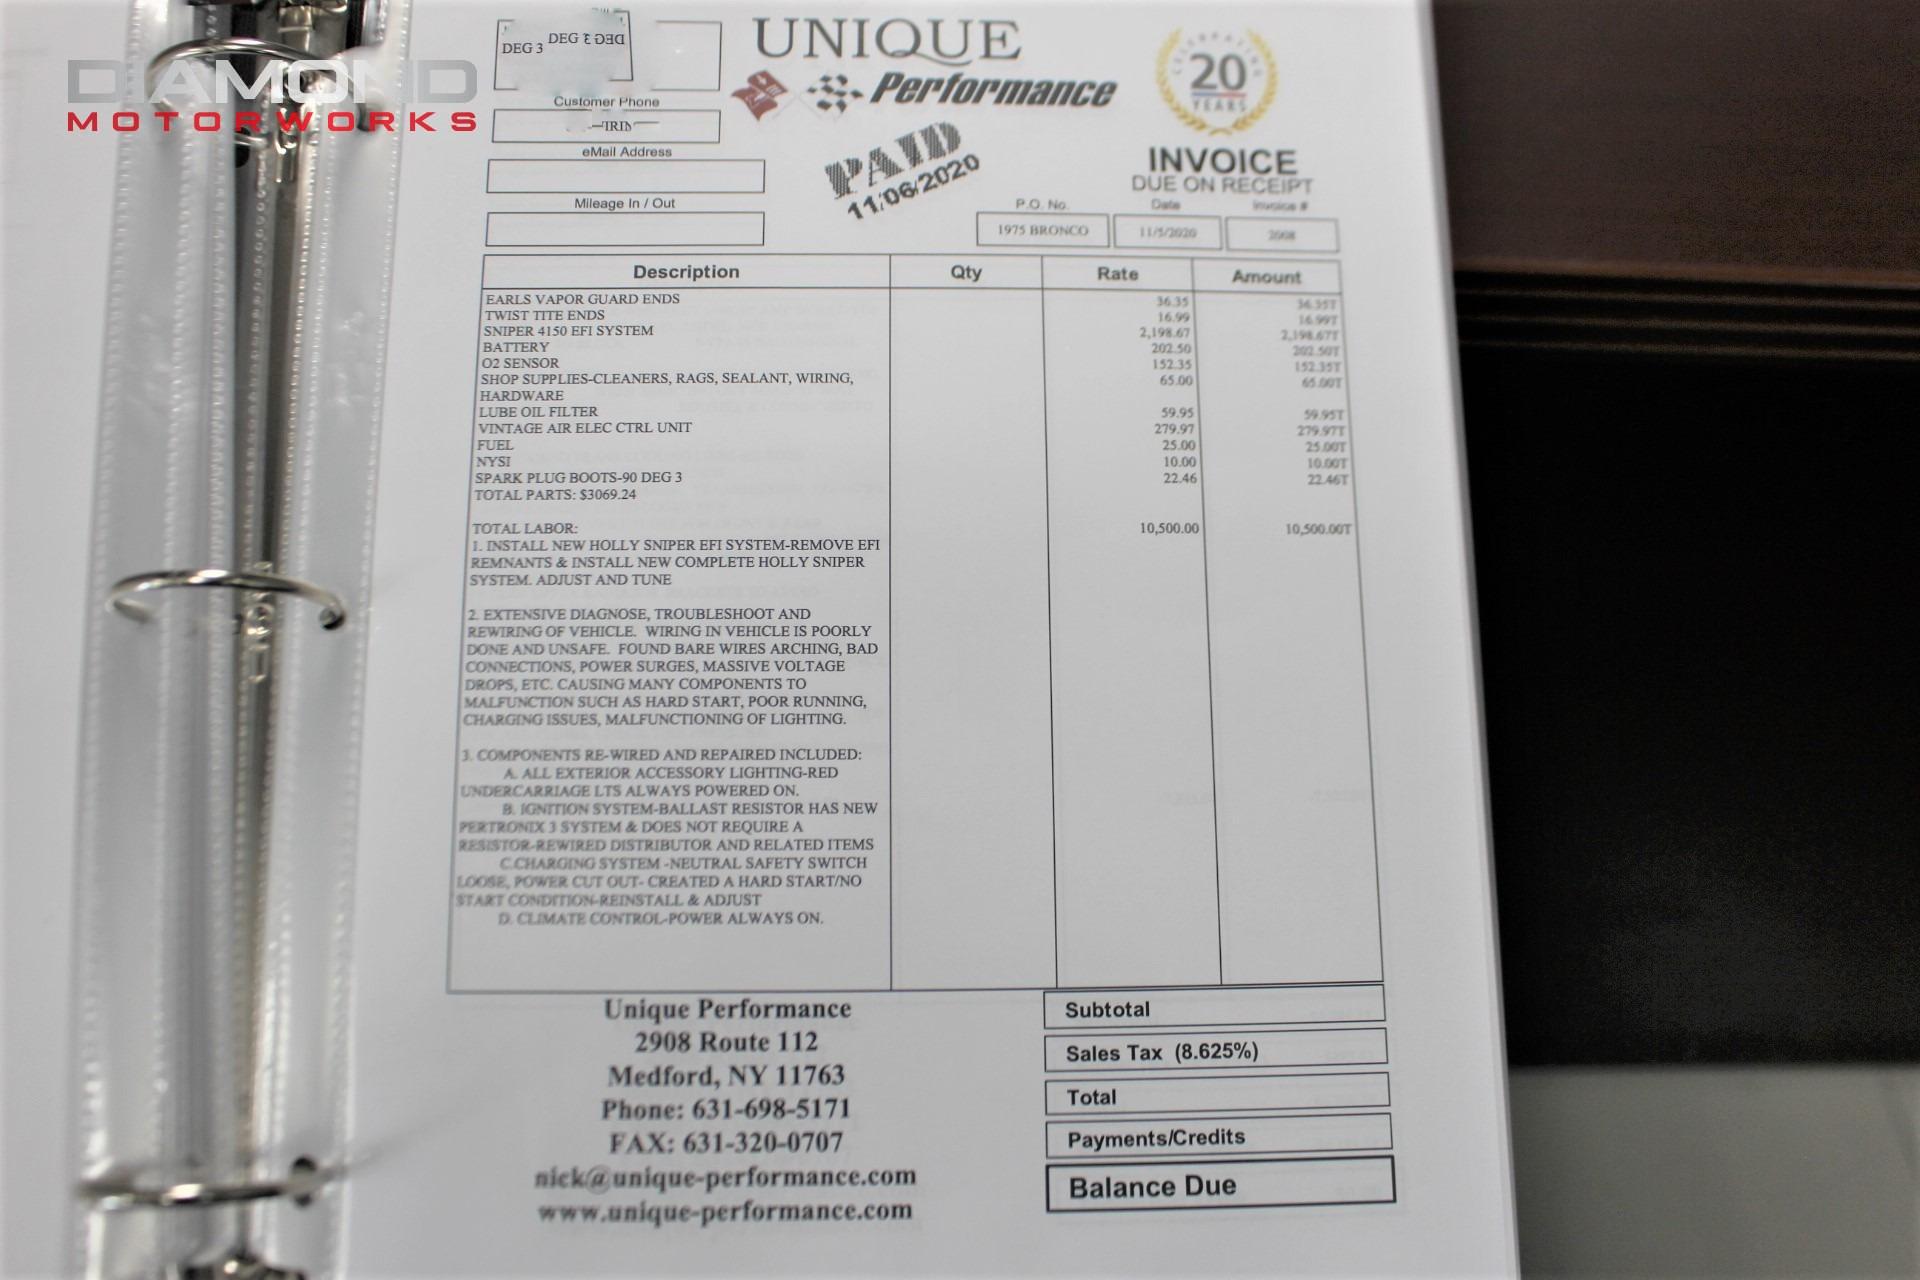 DIAMOND
MOTORWORKS
DEG 3
DEG 3
Customer Phone
eMail Address
Mileage In / Out
UNIQUE
Performance
CELEBRATING
20
YEARS
PAID
11/06/2020
INVOICE
DUE ON RECEIPT
P.O. No. Date Invoice #
1975 BRONCO 11/5/2020 2008
Description Qty Rate Amount
EARLS VAPOR GUARD ENDS 36.35 36.35T
TWIST TITE ENDS 16.99 16.99T
SNIPER 4150 EFI SYSTEM 2,198.67 2,198.67T
BATTERY 202.50 202.50T
O2 SENSOR 152.35 152.35T
SHOP SUPPLIES-CLEANERS, RAGS, SEALANT, WIRING, 65.00 65.00T
HARDWARE
LUBE OIL FILTER 59.95 59.95T
VINTAGE AIR ELEC CTRL UNIT 279.97 279.97T
FUEL 25.00 25.00T
NYSI 10.00 10.00T
SPARK PLUG BOOTS-90 DEG 3 22.46 22.46T
TOTAL PARTS: $3069.24
TOTAL LABOR: 10,500.00 10,500.00T
1. INSTALL NEW HOLLY SNIPER EFI SYSTEM-REMOVE EFI
REMNANTS & INSTALL NEW COMPLETE HOLLY SNIPER
SYSTEM. ADJUST AND TUNE
2. EXTENSIVE DIAGNOSE, TROUBLESHOOT AND
REWIRING OF VEHICLE. WIRING IN VEHICLE IS POORLY
DONE AND UNSAFE. FOUND BARE WIRES ARCHING, BAD
CONNECTIONS, POWER SURGES, MASSIVE VOLTAGE
DROPS, ETC. CAUSING MANY COMPONENTS TO
MALFUNCTION SUCH AS HARD START, POOR RUNNING,
CHARGING ISSUES, MALFUNCTIONING OF LIGHTING.
3. COMPONENTS RE-WIRED AND REPAIRED INCLUDED:
A. ALL EXTERIOR ACCESSORY LIGHTING-RED
UNDERCARRIAGE LTS ALWAYS POWERED ON.
B. IGNITION SYSTEM-BALLAST RESISTOR HAS NEW
PERTRONIX 3 SYSTEM & DOES NOT REQUIRE A
RESISTOR-REWIRED DISTRIBUTOR AND RELATED ITEMS
C.CHARGING SYSTEM -NEUTRAL SAFETY SWITCH
LOOSE, POWER CUT OUT- CREATED A HARD START/NO
START CONDITION-REINSTALL & ADJUST
D. CLIMATE CONTROL-POWER ALWAYS ON.
Unique Performance
2908 Route 112
Medford, NY 11763
Phone: 631-698-5171
FAX: 631-320-0707
nick@unique-performance.com
www.unique-performance.com
Subtotal
Sales Tax (8.625%)
Total
Payments/Credits
Balance Due